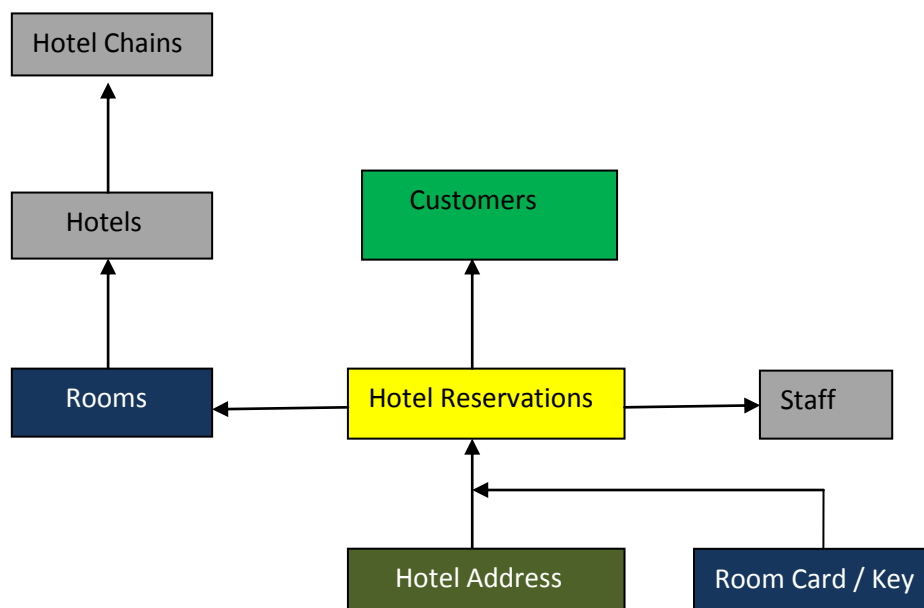 Hotel Chains
Hotels
Customers
Rooms
Hotel Reservations
Staff
Hotel Address
Room Card / Key